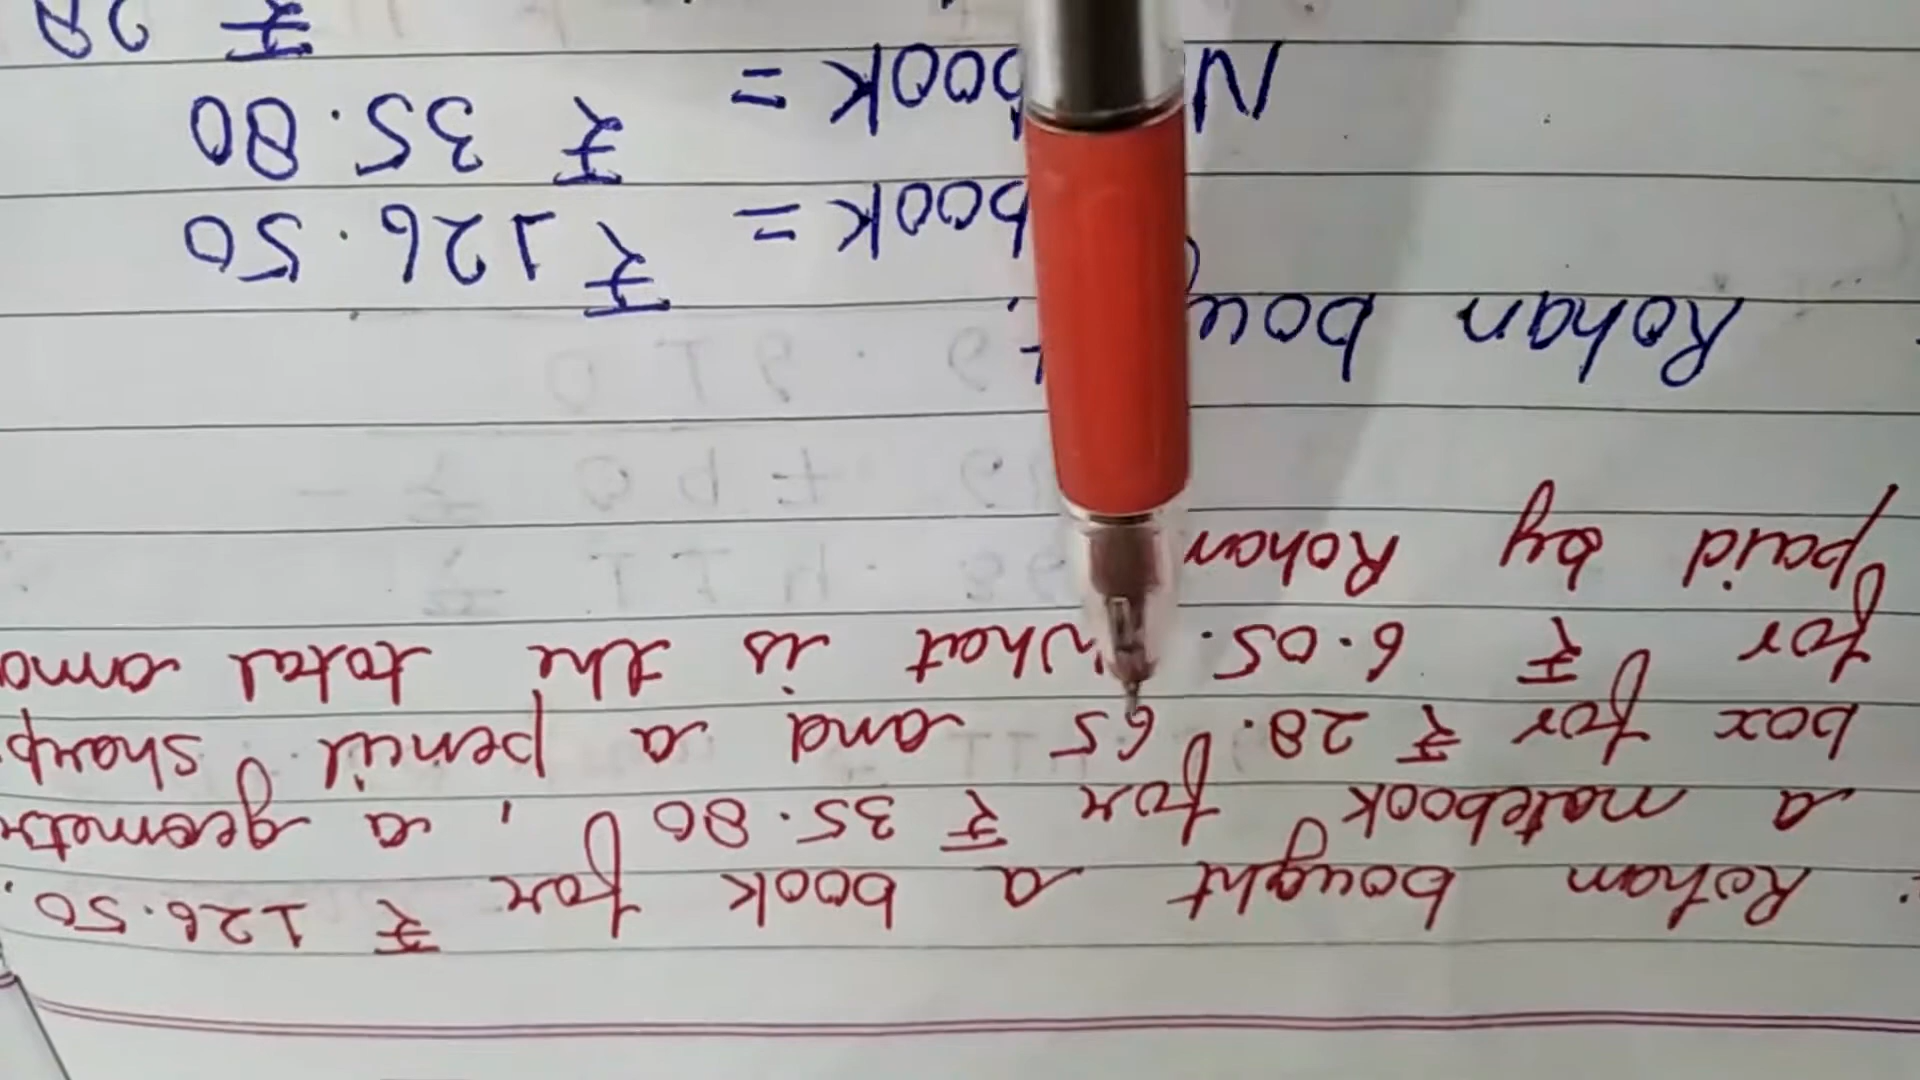 : Rohan bought a book for ₹ 126.50.
a notebook for ₹ 35.80, a geometr
box for ₹ 28.65 and a pencil sharp
for ₹ 6.05. What is the total amo
paid by Rohan
Rohan bou
book = ₹126.50
N book = ₹ 35.80
₹ 28